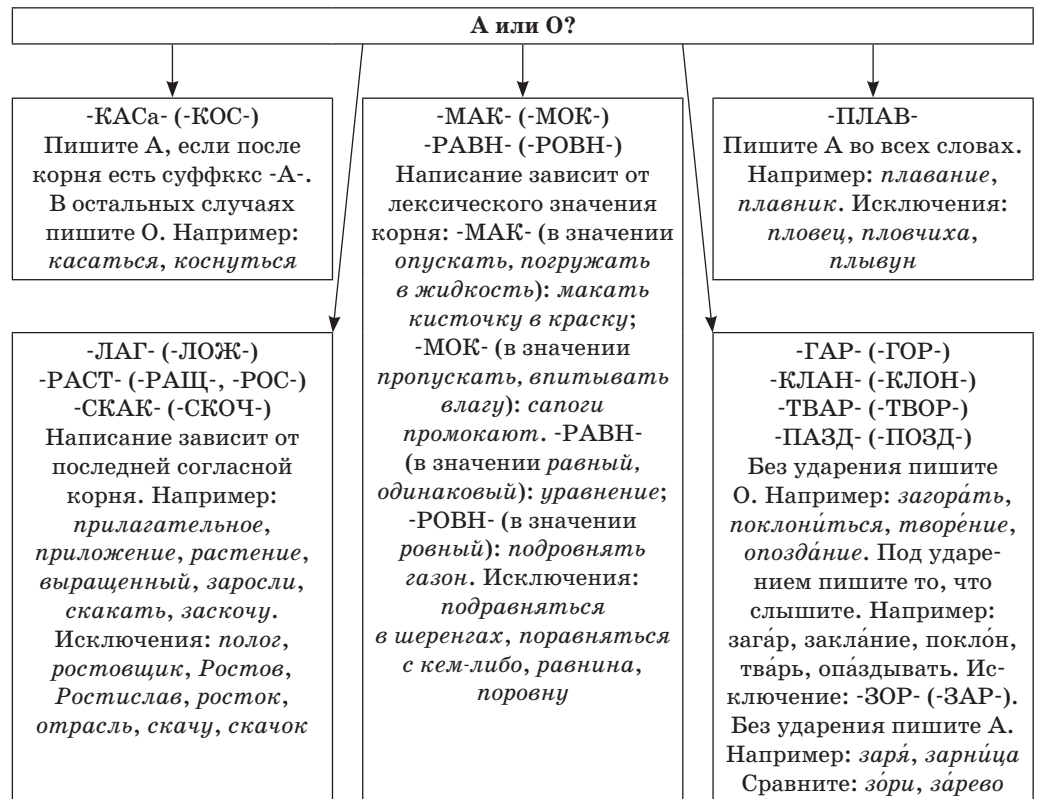 А или О?
-КАСа- (-КОС-)
Пишите А, если после
корня есть суффккс -А-.
В остальных случаях
пишите О. Например:
касаться, коснуться
-МАК- (-МОК-)
-РАВН- (-РОВН-)
Написание зависит от
лексического значения
корня: -МАК- (в значении
опускать, погружать
в жидкость): макать
кисточку в краску;
-МОК- (в значении
пропускать, впитывать
влагу): сапоги
промокают. -РАВН-
(в значении равный,
одинаковый): уравнение;
-РОВН- (в значении
ровный): подровнять
газон. Исключения:
подравняться
в шеренгах, поравняться
с кем-либо, равнина,
поровну
-ПЛАВ-
Пишите А во всех словах.
Например: плавание,
плавник. Исключения:
пловец, пловчиха,
плывун
-ЛАГ- (-ЛОЖ-)
-РАСТ- (-РАЩ-, -РОС-)
-СКАК- (-СКОЧ-)
Написание зависит от
последней согласной
корня. Например:
прилагательное,
приложение, растение,
выращенный, заросли,
скакать, заскочу.
Исключения: полог,
ростовщик, Ростов,
Ростислав, росток,
отрасль, скачу, скачок
-ГАР- (-ГОР-)
-КЛАН- (-КЛОН-)
-ТВАР- (-ТВОР-)
-ПАЗД- (-ПОЗД-)
Без ударения пишите
О. Например: загора́ть,
поклони́ться, творе́ние,
опозда́ние. Под ударе-
нием пишите то, что
слышите. Например:
зага́р, закла́ние, покло́н,
тва́рь, опа́здывать. Ис-
ключение: -ЗОР- (-ЗАР-).
Без ударения пишите А.
Например: заря́, зарни́ца
Сравните: зо́ри, за́рево